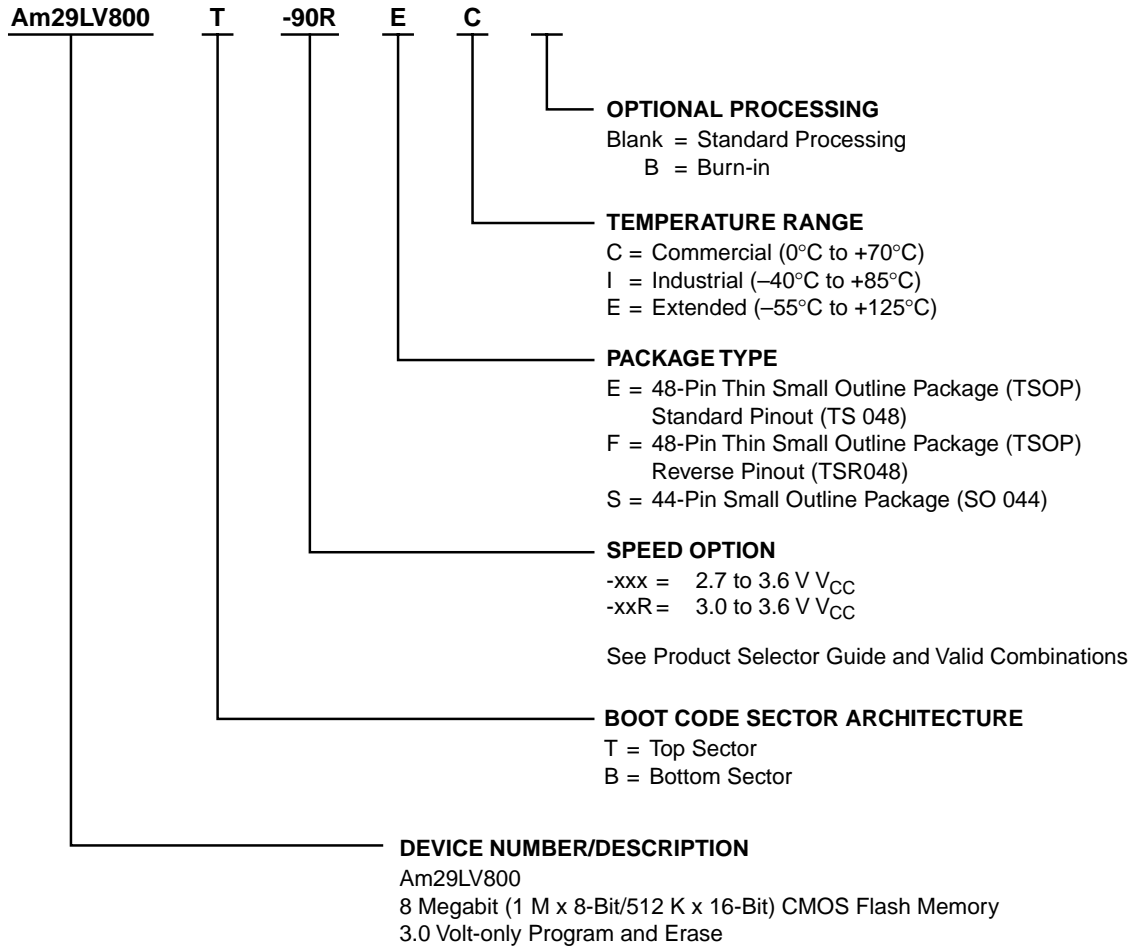 Am29LV800 T -90R E C
OPTIONAL PROCESSING
Blank = Standard Processing
B = Burn-in
TEMPERATURE RANGE
C = Commercial (0°C to +70°C)
I = Industrial (–40°C to +85°C)
E = Extended (–55°C to +125°C)
PACKAGE TYPE
E = 48-Pin Thin Small Outline Package (TSOP)
Standard Pinout (TS 048)
F = 48-Pin Thin Small Outline Package (TSOP)
Reverse Pinout (TSR048)
S = 44-Pin Small Outline Package (SO 044)
SPEED OPTION
-xxx = 2.7 to 3.6 V VCC
-xxR = 3.0 to 3.6 V VCC
See Product Selector Guide and Valid Combinations
BOOT CODE SECTOR ARCHITECTURE
T = Top Sector
B = Bottom Sector
DEVICE NUMBER/DESCRIPTION
Am29LV800
8 Megabit (1 M x 8-Bit/512 K x 16-Bit) CMOS Flash Memory
3.0 Volt-only Program and Erase